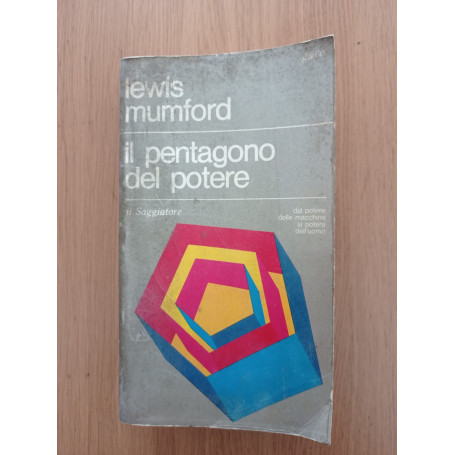 lewis
mumford
il pentagono
del potere
il Saggiatore
dal potere
delle macchine
al potere
dell'uomo